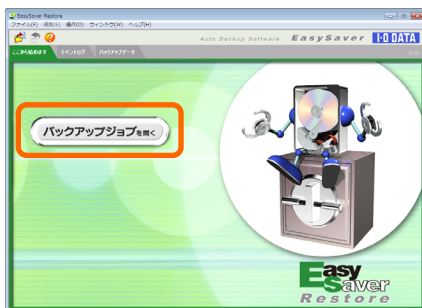 EasySaver Restore
ファイル(F) 編集(E) 操作(O) ウィンドウ(W) ヘルプ(H)
Auto Backup Software EasySaver I-O DATA
ここから始めます イベントログ バックアップデータ
バックアップジョブを開く
Easy
Saver
Restore